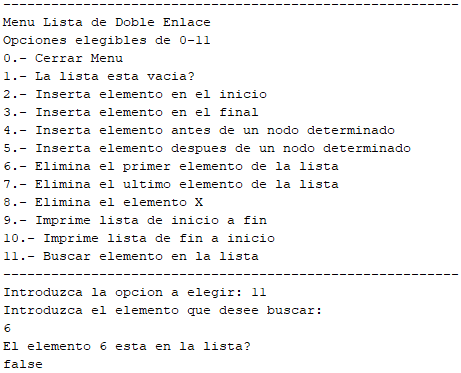 ---------------------------------------------------------
Menu Lista de Doble Enlace
Opciones elegibles de 0-11
0.- Cerrar Menu
1.- La lista esta vacia?
2.- Inserta elemento en el inicio
3.- Inserta elemento en el final
4.- Inserta elemento antes de un nodo determinado
5.- Inserta elemento despues de un nodo determinado
6.- Elimina el primer elemento de la lista
7.- Elimina el ultimo elemento de la lista
8.- Elimina el elemento X
9.- Imprime lista de inicio a fin
10.- Imprime lista de fin a inicio
11.- Buscar elemento en la lista
---------------------------------------------------------
Introduzca la opcion a elegir: 11
Introduzca el elemento que desee buscar:
6
El elemento 6 esta en la lista?
false